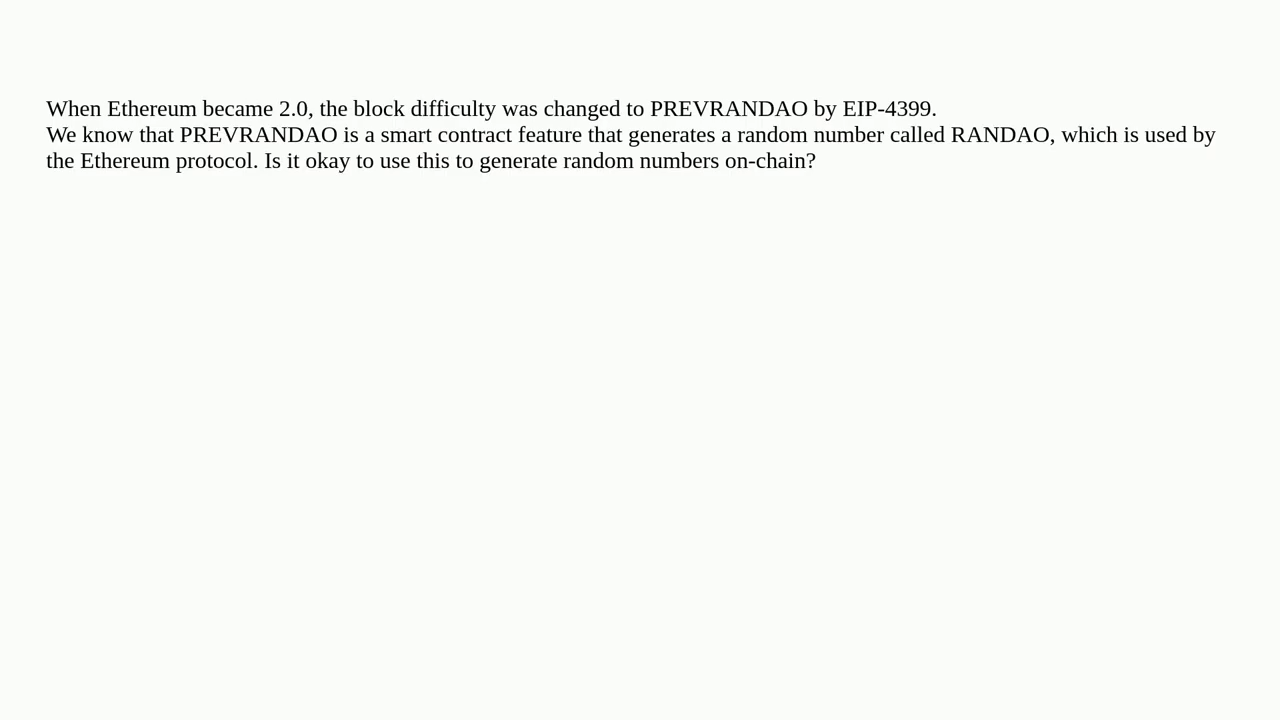 When Ethereum became 2.0, the block difficulty was changed to PREVRANDAO by EIP-4399.
We know that PREVRANDAO is a smart contract feature that generates a random number called RANDAO, which is used by
the Ethereum protocol. Is it okay to use this to generate random numbers on-chain?